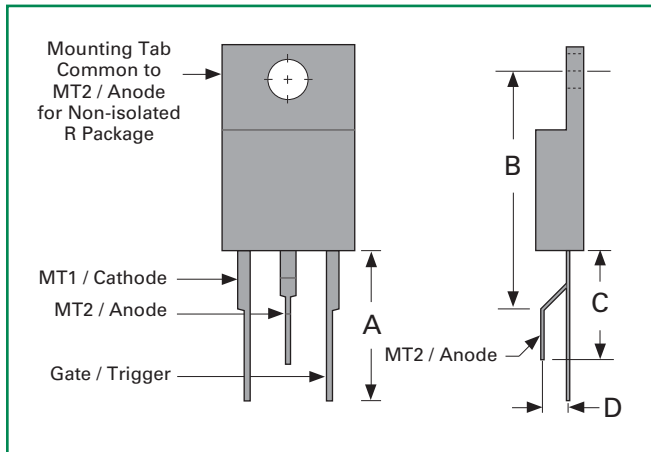 Mounting Tab
Common to
MT2 / Anode
for Non-isolated
R Package
MT1 / Cathode
MT2 / Anode
Gate / Trigger
A
B
C
MT2 / Anode
D